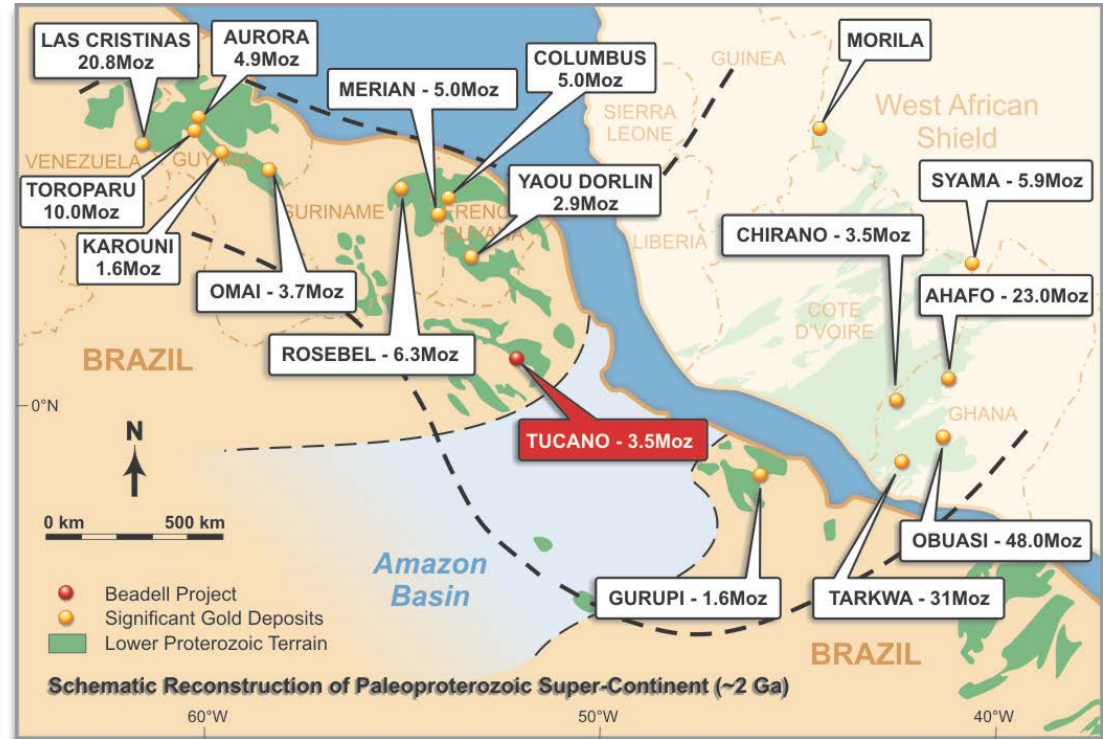 LAS CRISTINAS
20.8Moz
AURORA
4.9Moz
MERIAN - 5.0Moz
COLUMBUS
5.0Moz
GUINEA
MORILA
SIERRA
LEONE
West African
Shield
VENEZUELA
GUYANA
TOROPARU
10.0Moz
KAROUNI
1.6Moz
SURINAME
FRENCH
GUYANA
YAOU DORLIN
2.9Moz
LIBERIA
CHIRANO - 3.5Moz
SYAMA - 5.9Moz
OMAI - 3.7Moz
COTE
D'VOIRE
AHAFO - 23.0Moz
BRAZIL
ROSEBEL - 6.3Moz
0°N
GHANA
N
TUCANO - 3.5Moz
0 km
500 km
OBUASI - 48.0Moz
Amazon
Basin
Beadell Project
Significant Gold Deposits
Lower Proterozoic Terrain
GURUPI - 1.6Moz
TARKWA - 31Moz
BRAZIL
Schematic Reconstruction of Paleoproterozoic Super-Continent (~2 Ga)
60°W
50°W
40°W